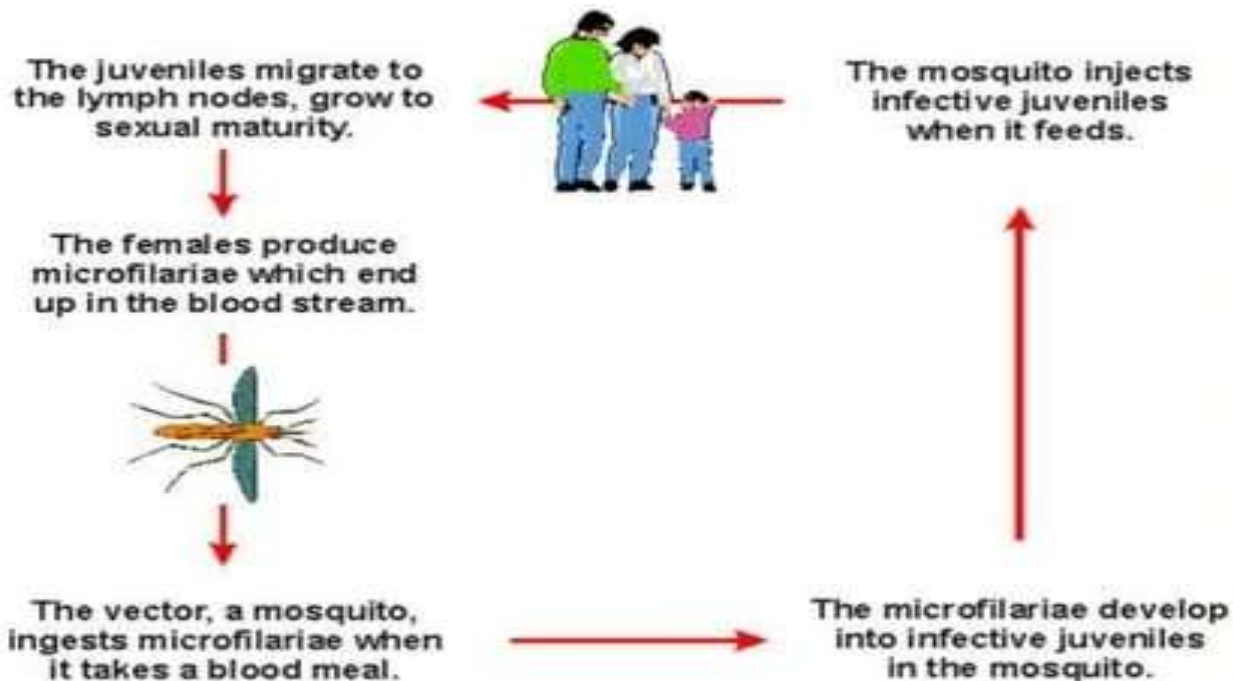 The juveniles migrate to
the lymph nodes, grow to
sexual maturity.
The mosquito injects
infective juveniles
when it feeds.
The females produce
microfilariae which end
up in the blood stream.
The vector, a mosquito,
ingests microfilariae when
it takes a blood meal.
The microfilariae develop
into infective juveniles
in the mosquito.